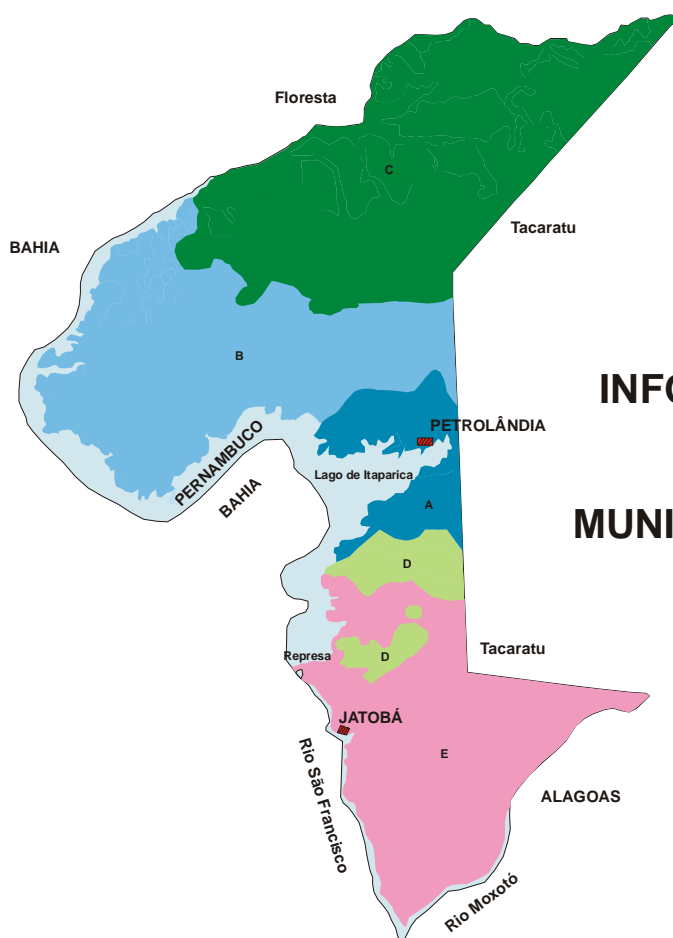 Floresta
C
Tacaratu
BAHIA
B
INFO
PETROLÂNDIA
PERNAMBUCO
Lago de Itaparica
BAHIA
A
MUNI
D
Tacaratu
Represa
D
JATOBÁ
E
Rio São Francisco
ALAGOAS
Rio Moxotó